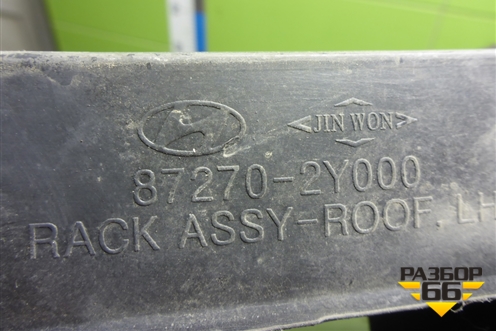 JIN WON
87270-2Y000
RACK ASSY-ROOF. LH
РАЗБОР
66